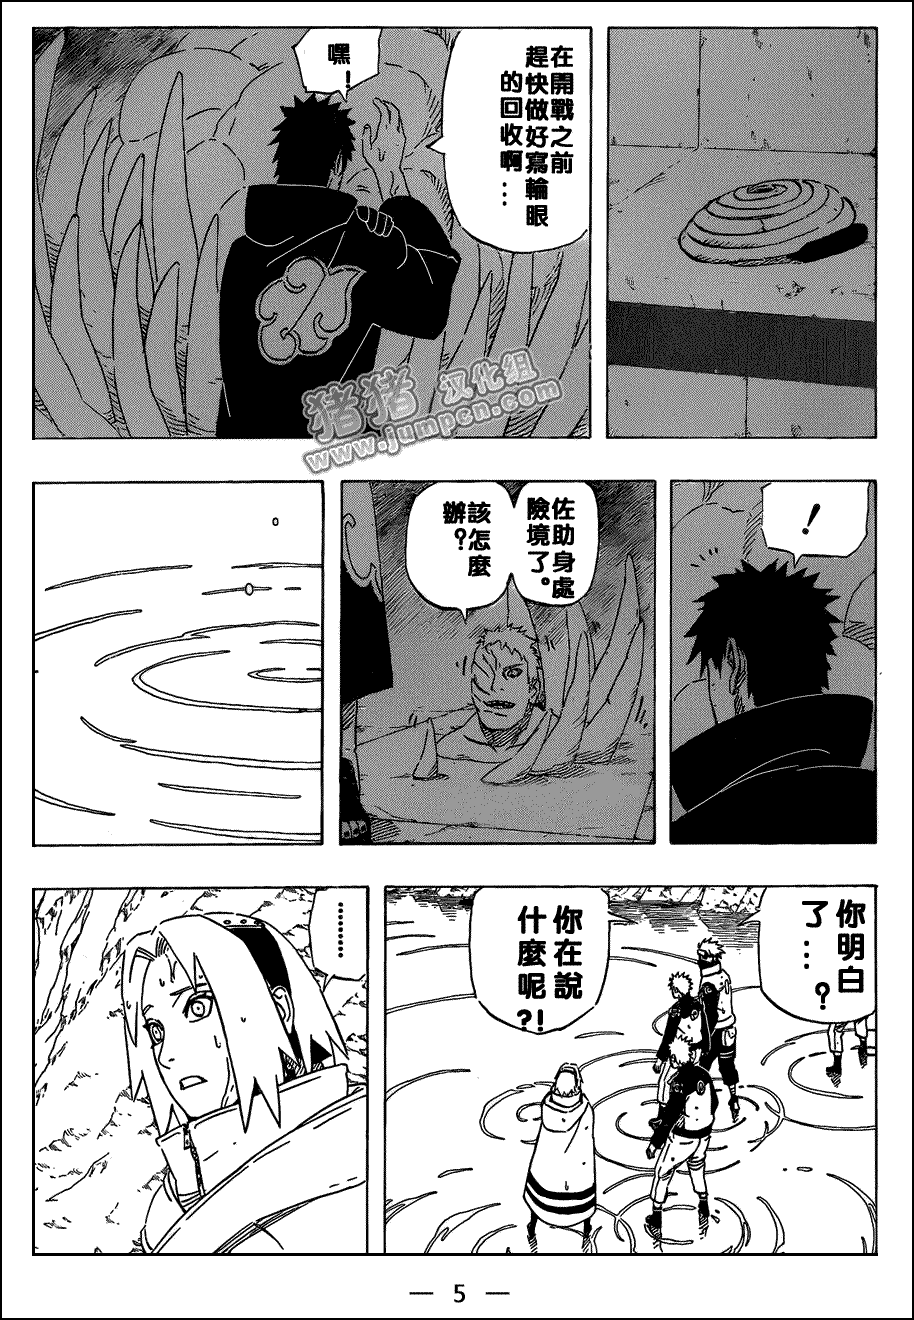 在開戰之前
趕快做好寫輪眼
的回收啊…
嘿！
！
佐助身處
險境了。
該怎麼
辦？
你明白
了…？
你在說
什麼呢？！
………
猪猪 汉化组
www.jumpcn.com
— 5 —